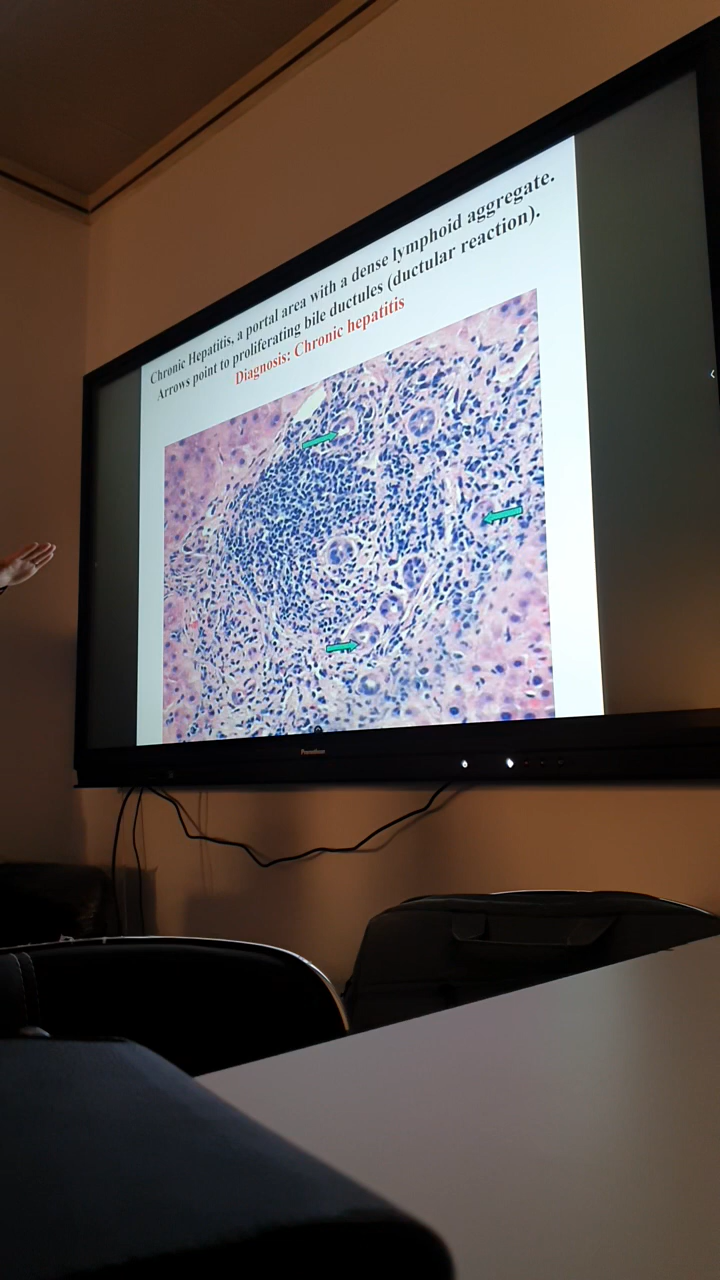 Chronic Hepatitis, a portal area with a dense lymphoid aggregate.
Arrows point to proliferating bile ductules (ductular reaction).
Diagnosis: Chronic hepatitis